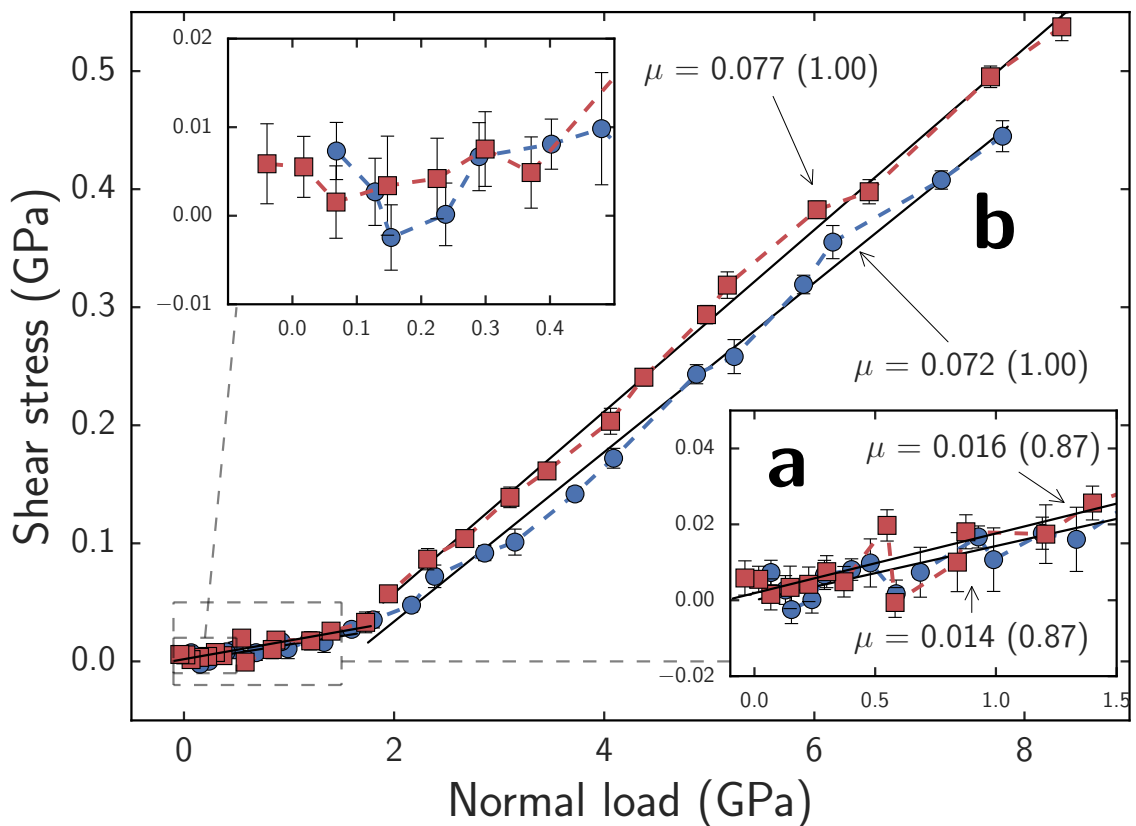 0.02
0.01
0.00
−0.01
0.0 0.1 0.2 0.3 0.4
μ = 0.077 (1.00)
b
μ = 0.072 (1.00)
a
μ = 0.016 (0.87)
μ = 0.014 (0.87)
0.04
0.02
0.00
−0.02
0.0 0.5 1.0 1.5
0.5
0.4
0.3
0.2
0.1
0.0
Shear stress (GPa)
0 2 4 6 8
Normal load (GPa)